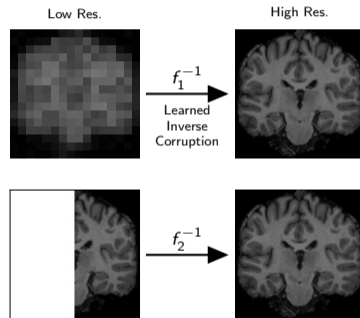 Low Res.
High Res.
f₁⁻¹
Learned
Inverse
Corruption
f₂⁻¹